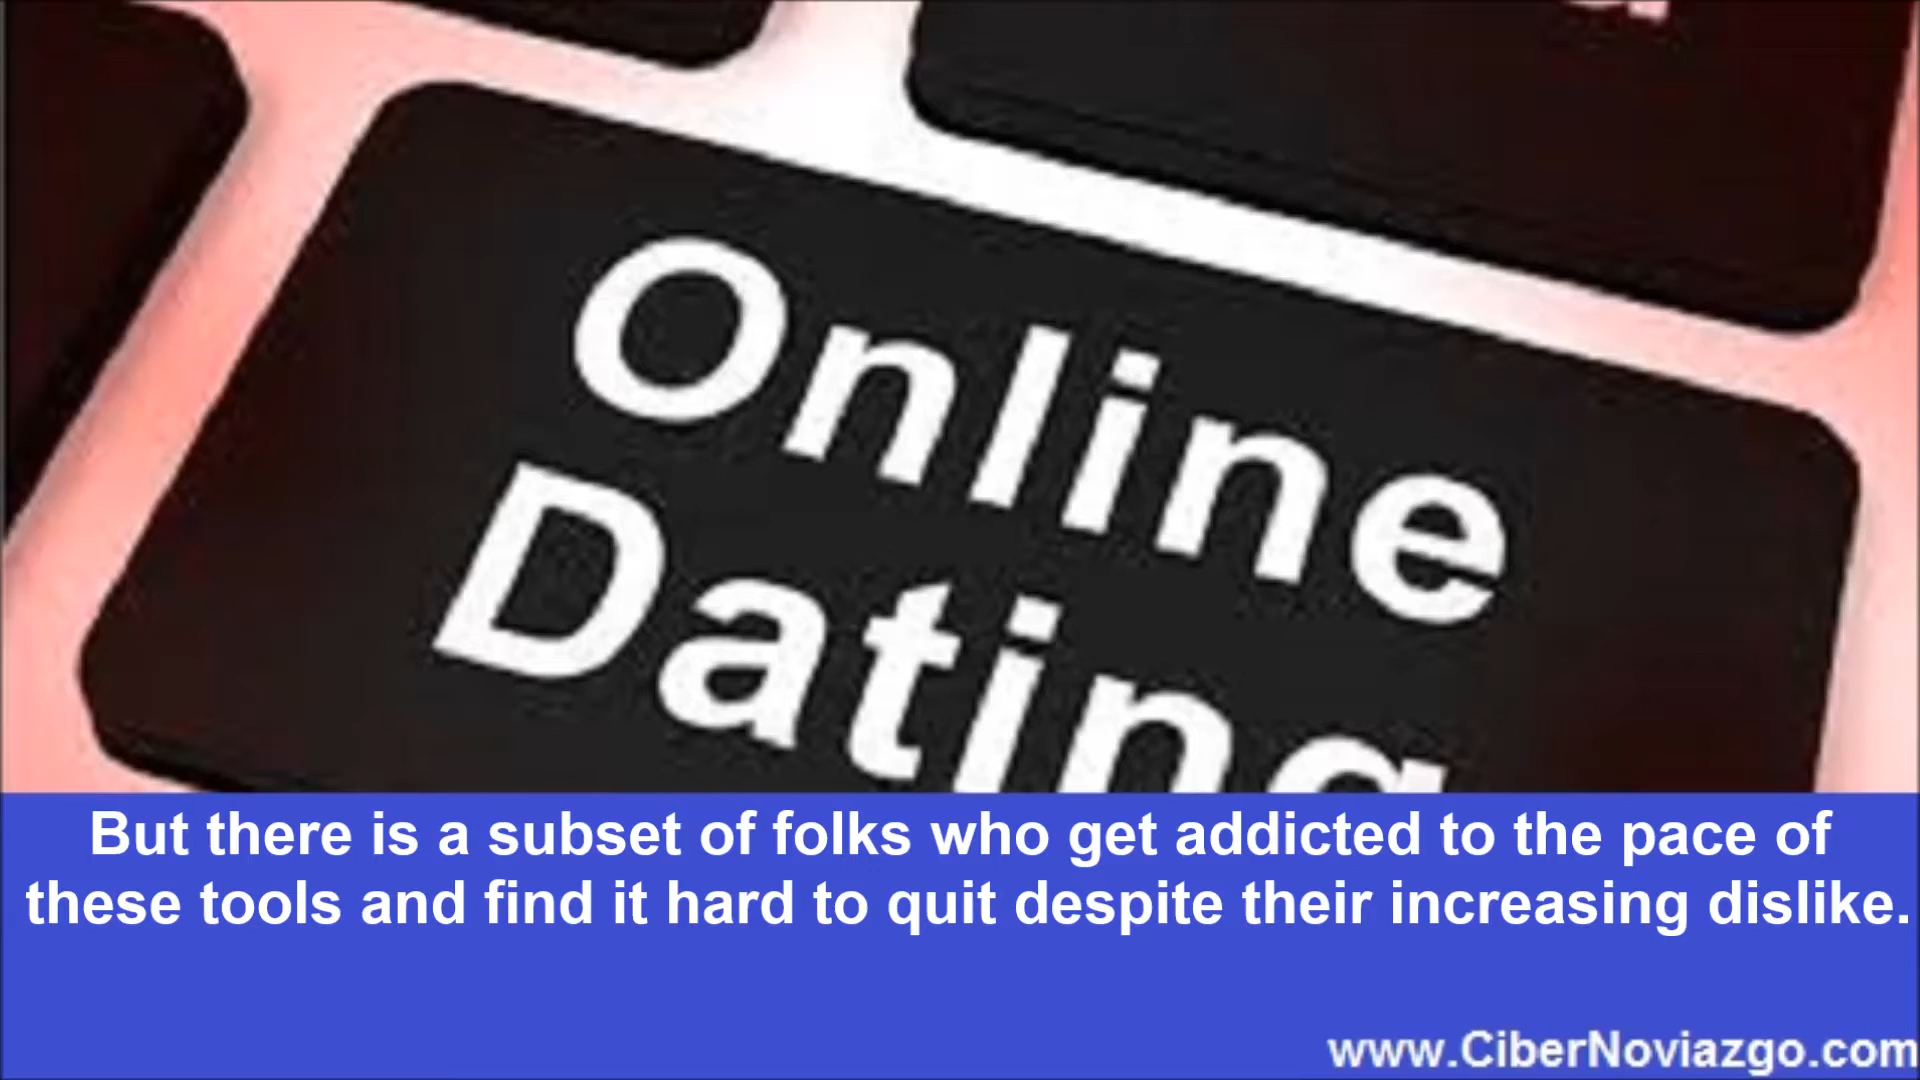 Online
Dating
But there is a subset of folks who get addicted to the pace of
these tools and find it hard to quit despite their increasing dislike.
www.CiberNoviazgo.com